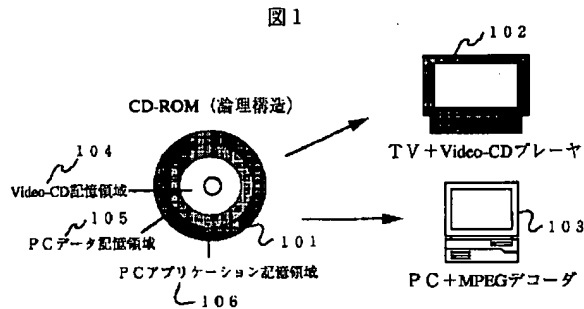 図1
102
CD-ROM（論理構造）
104
TV+Video-CDプレーヤ
Video-CD記憶領域
105
103
PCデータ記憶領域
101
PCアプリケーション記憶領域
PC+MPEGデコーダ
106